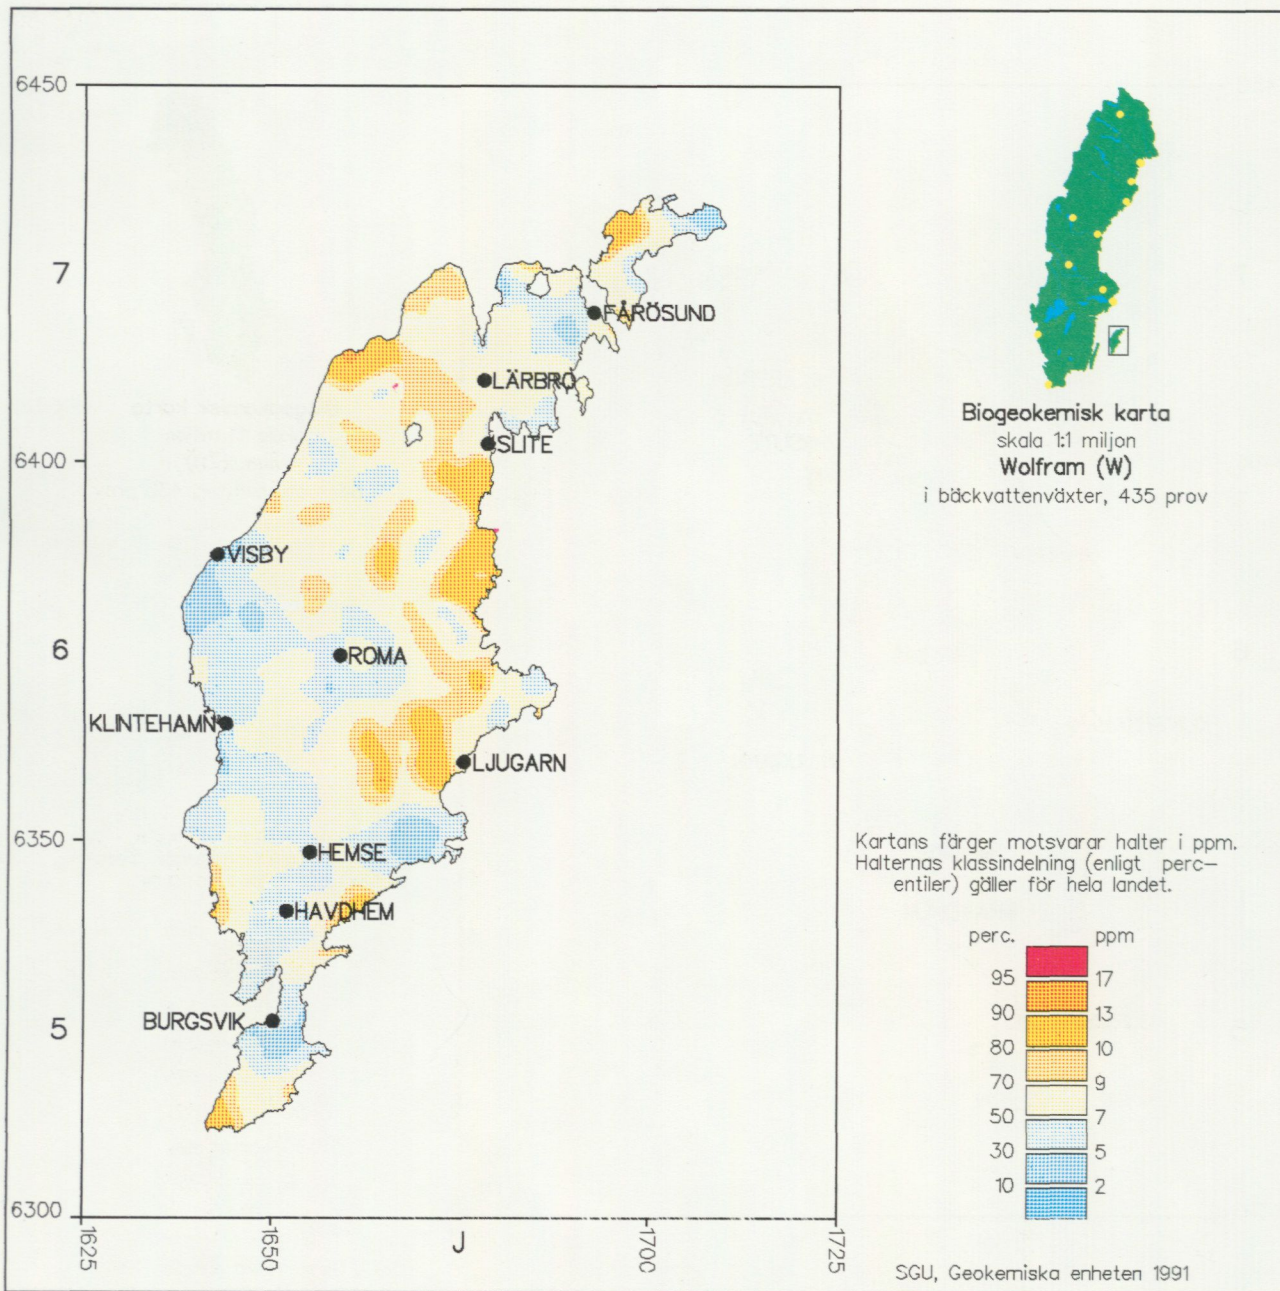 6450
7
FÅRÖSUND
LÄRBRO
SLITE
6400
VISBY
6
ROMA
KLINTEHAMN
LJUGARN
6350
HEMSE
HAVDHEM
BURGSVIK
5
6300
1625
1650
J
1700
1725
Biogeokemisk karta
skala 1:1 miljon
Wolfram (W)
i bäckvattenväxter, 435 prov
Kartans färger motsvarar halter i ppm.
Halternas klassindelning (enligt perc-
entiler) gäller för hela landet.
perc. ppm
95 17
90 13
80 10
70 9
50 7
30 5
10 2
SGU, Geokemiska enheten 1991